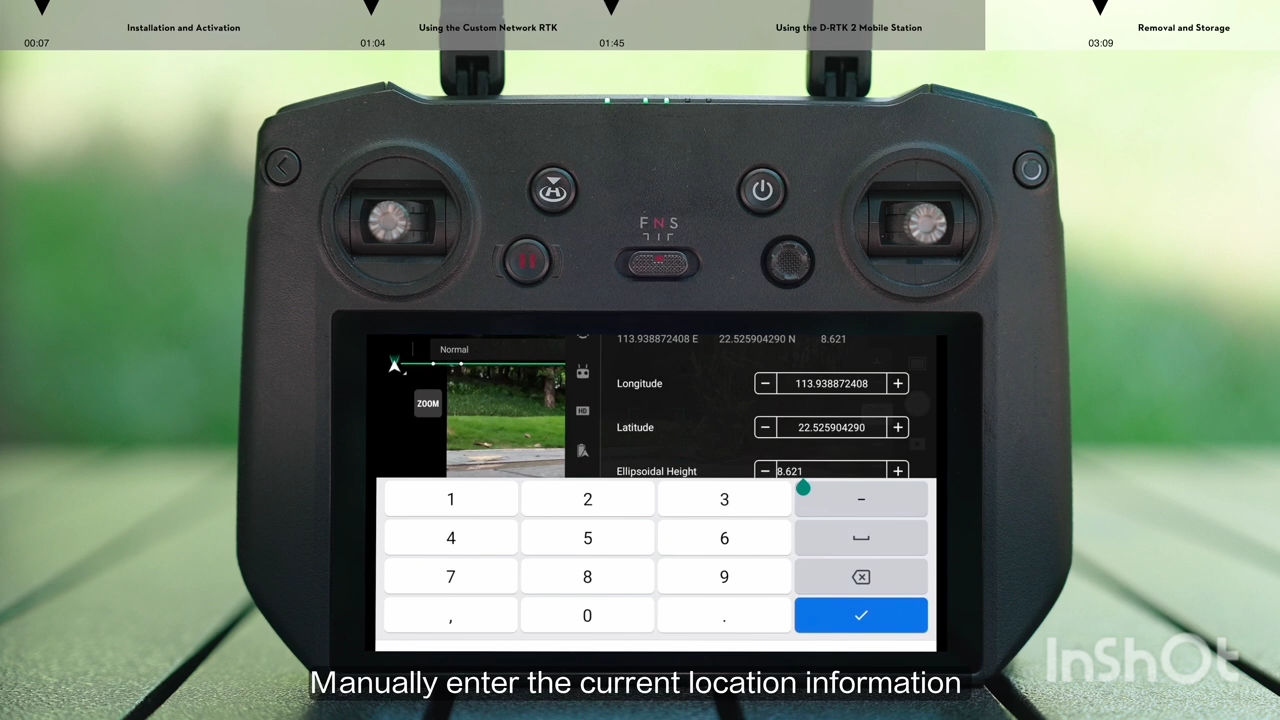 Installation and Activation
Using the Custom Network RTK
Using the D-RTK 2 Mobile Station
Removal and Storage
00:07
01:04
01:45
03:09
F N S
Normal
113.938872408 E 22.525904290 N 8.621
ZOOM
HD
Longitude − 113.938872408 +
Latitude − 22.525904290 +
Ellipsoidal Height − 8.621 +
1 2 3 −
4 5 6
7 8 9
, 0 .
InShOt
Manually enter the current location information